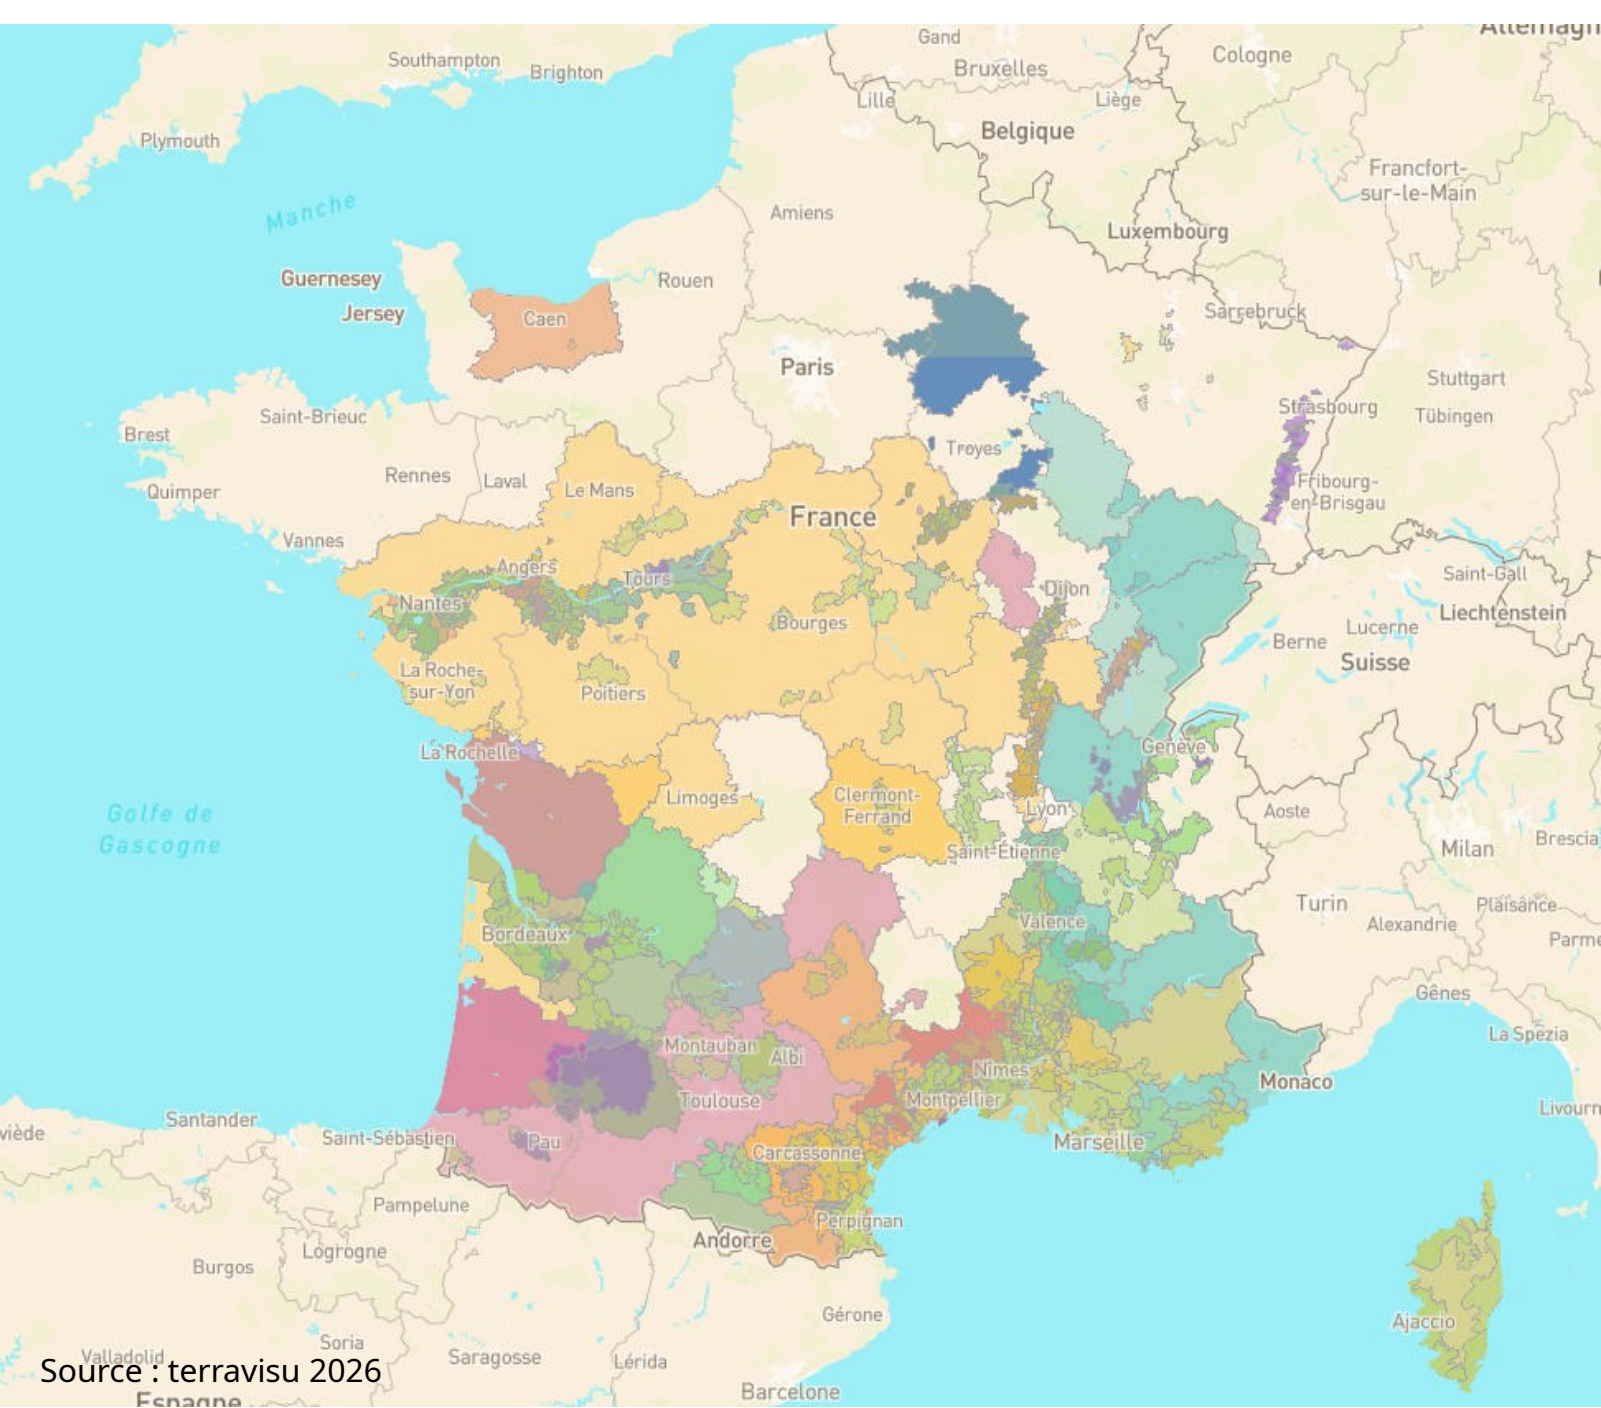 Allemagn
Gand
Southampton
Brighton
Bruxelles
Cologne
Lille
Liège
Plymouth
Belgique
Francfort-
sur-le-Main
Manche
Amiens
Luxembourg
Guernesey
Jersey
Rouen
Caen
Sarrebruck
Paris
Stuttgart
Strasbourg
Tübingen
Saint-Brieuc
Brest
Troyes
Rennes
Laval
Le Mans
Quimper
Fribourg-
en-Brisgau
France
Vannes
Angers
Tours
Saint-Gall
Dijon
Nantes
Liechtenstein
Bourges
Lucerne
Berne
Suisse
La Roche-
sur-Yon
Poitiers
La Rochelle
Genève
Limoges
Clermont-
Ferrand
Lyon
Aoste
Golfe de
Gascogne
Milan
Brescia
Saint-Étienne
Turin
Plaisance
Valence
Alexandrie
Bordeaux
Parme
Gênes
La Spezia
Montauban
Albi
Nîmes
Monaco
Toulouse
Montpellier
Livourn
Santander
viède
Saint-Sébastien
Pau
Marseille
Carcassonne
Pampelune
Perpignan
Andorre
Logrogne
Burgos
Gérone
Ajaccio
Soria
Valladolid
Saragosse
Lérida
Source : terravisu 2026
Barcelone
Espagne